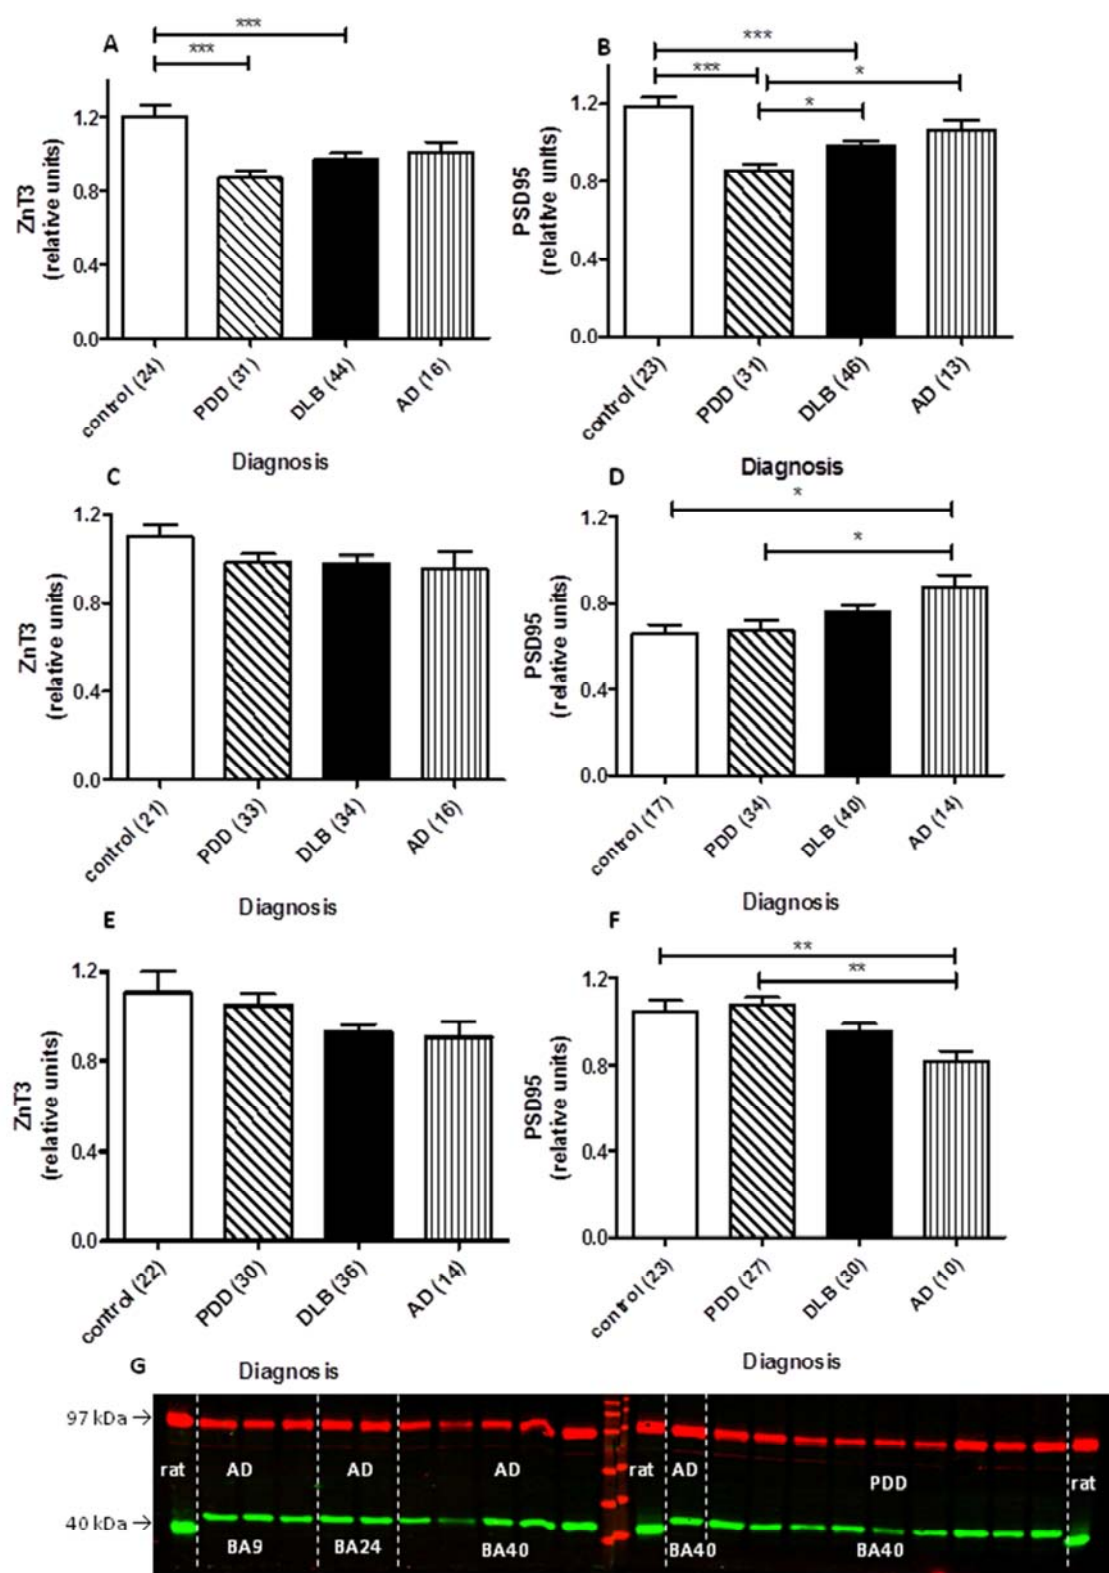 A
***
***
ZnT3
(relative units)
1.2
0.8
0.4
0.0
control (24)
PDD (31)
DLB (44)
AD (16)
Diagnosis
B
***
***
*
*
PSD95
(relative units)
1.2
0.8
0.4
0.0
control (23)
PDD (31)
DLB (46)
AD (13)
Diagnosis
C
ZnT3
(relative units)
1.2
0.8
0.4
0.0
control (21)
PDD (33)
DLB (34)
AD (16)
Diagnosis
D
*
*
PSD95
(relative units)
1.2
0.8
0.4
0.0
control (17)
PDD (34)
DLB (40)
AD (14)
Diagnosis
E
ZnT3
(relative units)
1.2
0.8
0.4
0.0
control (22)
PDD (30)
DLB (36)
AD (14)
Diagnosis
F
**
**
PSD95
(relative units)
1.2
0.8
0.4
0.0
control (23)
PDD (27)
DLB (30)
AD (10)
Diagnosis
G
97 kDa →
rat AD AD AD rat AD PDD rat
40 kDa →
BA9 BA24 BA40 BA40 BA40